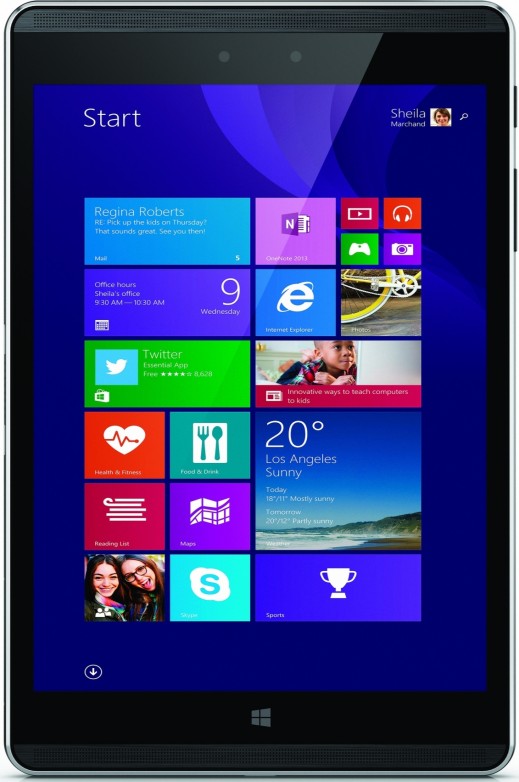 Start
Sheila
Marchand
Regina Roberts
RE: Pick up the kids on Thursday?
That sounds great. See you then!
Mail
5
OneNote 2013
Office hours
Sheila's office
9:30 AM — 10:30 AM
9
Wednesday
Internet Explorer
Photos
Twitter
Essential App
Free ★★★★☆ 8,628
Innovative ways to teach computers
to kids
Health & Fitness
Food & Drink
20°
Los Angeles
Sunny
Today
18°/11° Mostly sunny
Tomorrow
20°/12° Partly sunny
Reading List
Maps
Skype
Sports